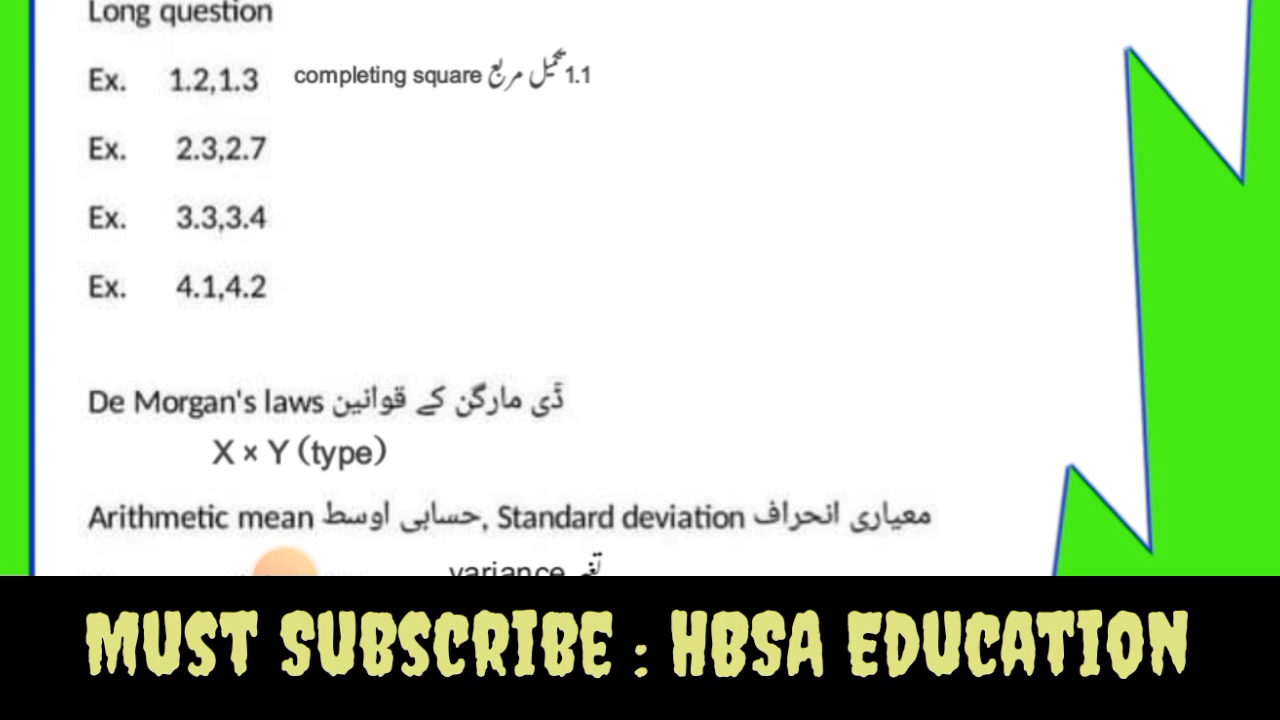 Long question
Ex. 1.2,1.3 completing square تکمیل مربع 1.1
Ex. 2.3,2.7
Ex. 3.3,3.4
Ex. 4.1,4.2
De Morgan's laws ڈی مارگن کے قوانین
X × Y (type)
Arithmetic mean حسابی اوسط, Standard deviation معیاری انحراف
variance
MUST SUBSCRIBE : HBSA EDUCATION